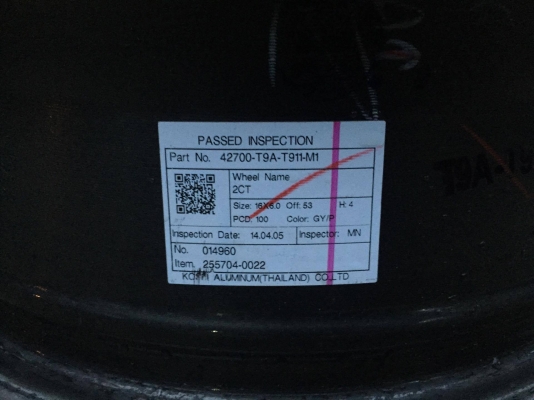 PASSED INSPECTION
Part No. 42700-T9A-T911-M1
Wheel Name
2CT
Size: 16X6.0 Off: 53 H: 4
PCD: 100 Color: GY/P
Inspection Date: 14.04.05 Inspector: MN
No. 014960
Item. 255704-0022
ALUMINUM(THAILAND) CO.,LTD.